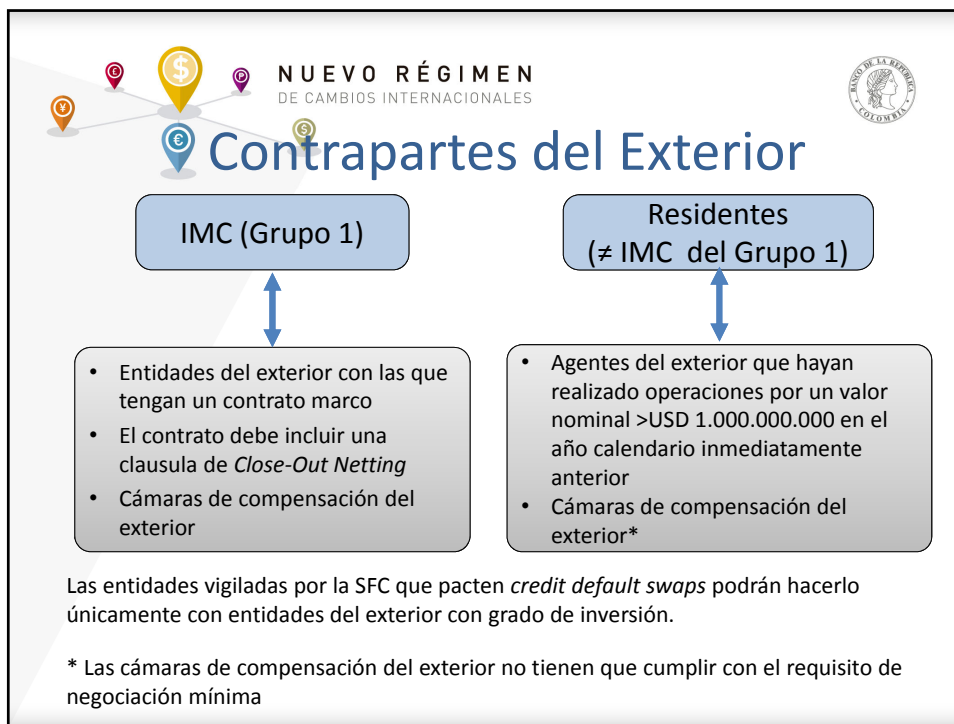 NUEVO RÉGIMEN
DE CAMBIOS INTERNACIONALES
BANCO DE LA REPÚBLICA
COLOMBIA
¥
£
$
₽
€
$
Contrapartes del Exterior
IMC (Grupo 1)
• Entidades del exterior con las que
tengan un contrato marco
• El contrato debe incluir una
clausula de Close-Out Netting
• Cámaras de compensación del
exterior
Residentes
(≠ IMC del Grupo 1)
• Agentes del exterior que hayan
realizado operaciones por un valor
nominal >USD 1.000.000.000 en el
año calendario inmediatamente
anterior
• Cámaras de compensación del
exterior*
Las entidades vigiladas por la SFC que pacten credit default swaps podrán hacerlo
únicamente con entidades del exterior con grado de inversión.
* Las cámaras de compensación del exterior no tienen que cumplir con el requisito de
negociación mínima